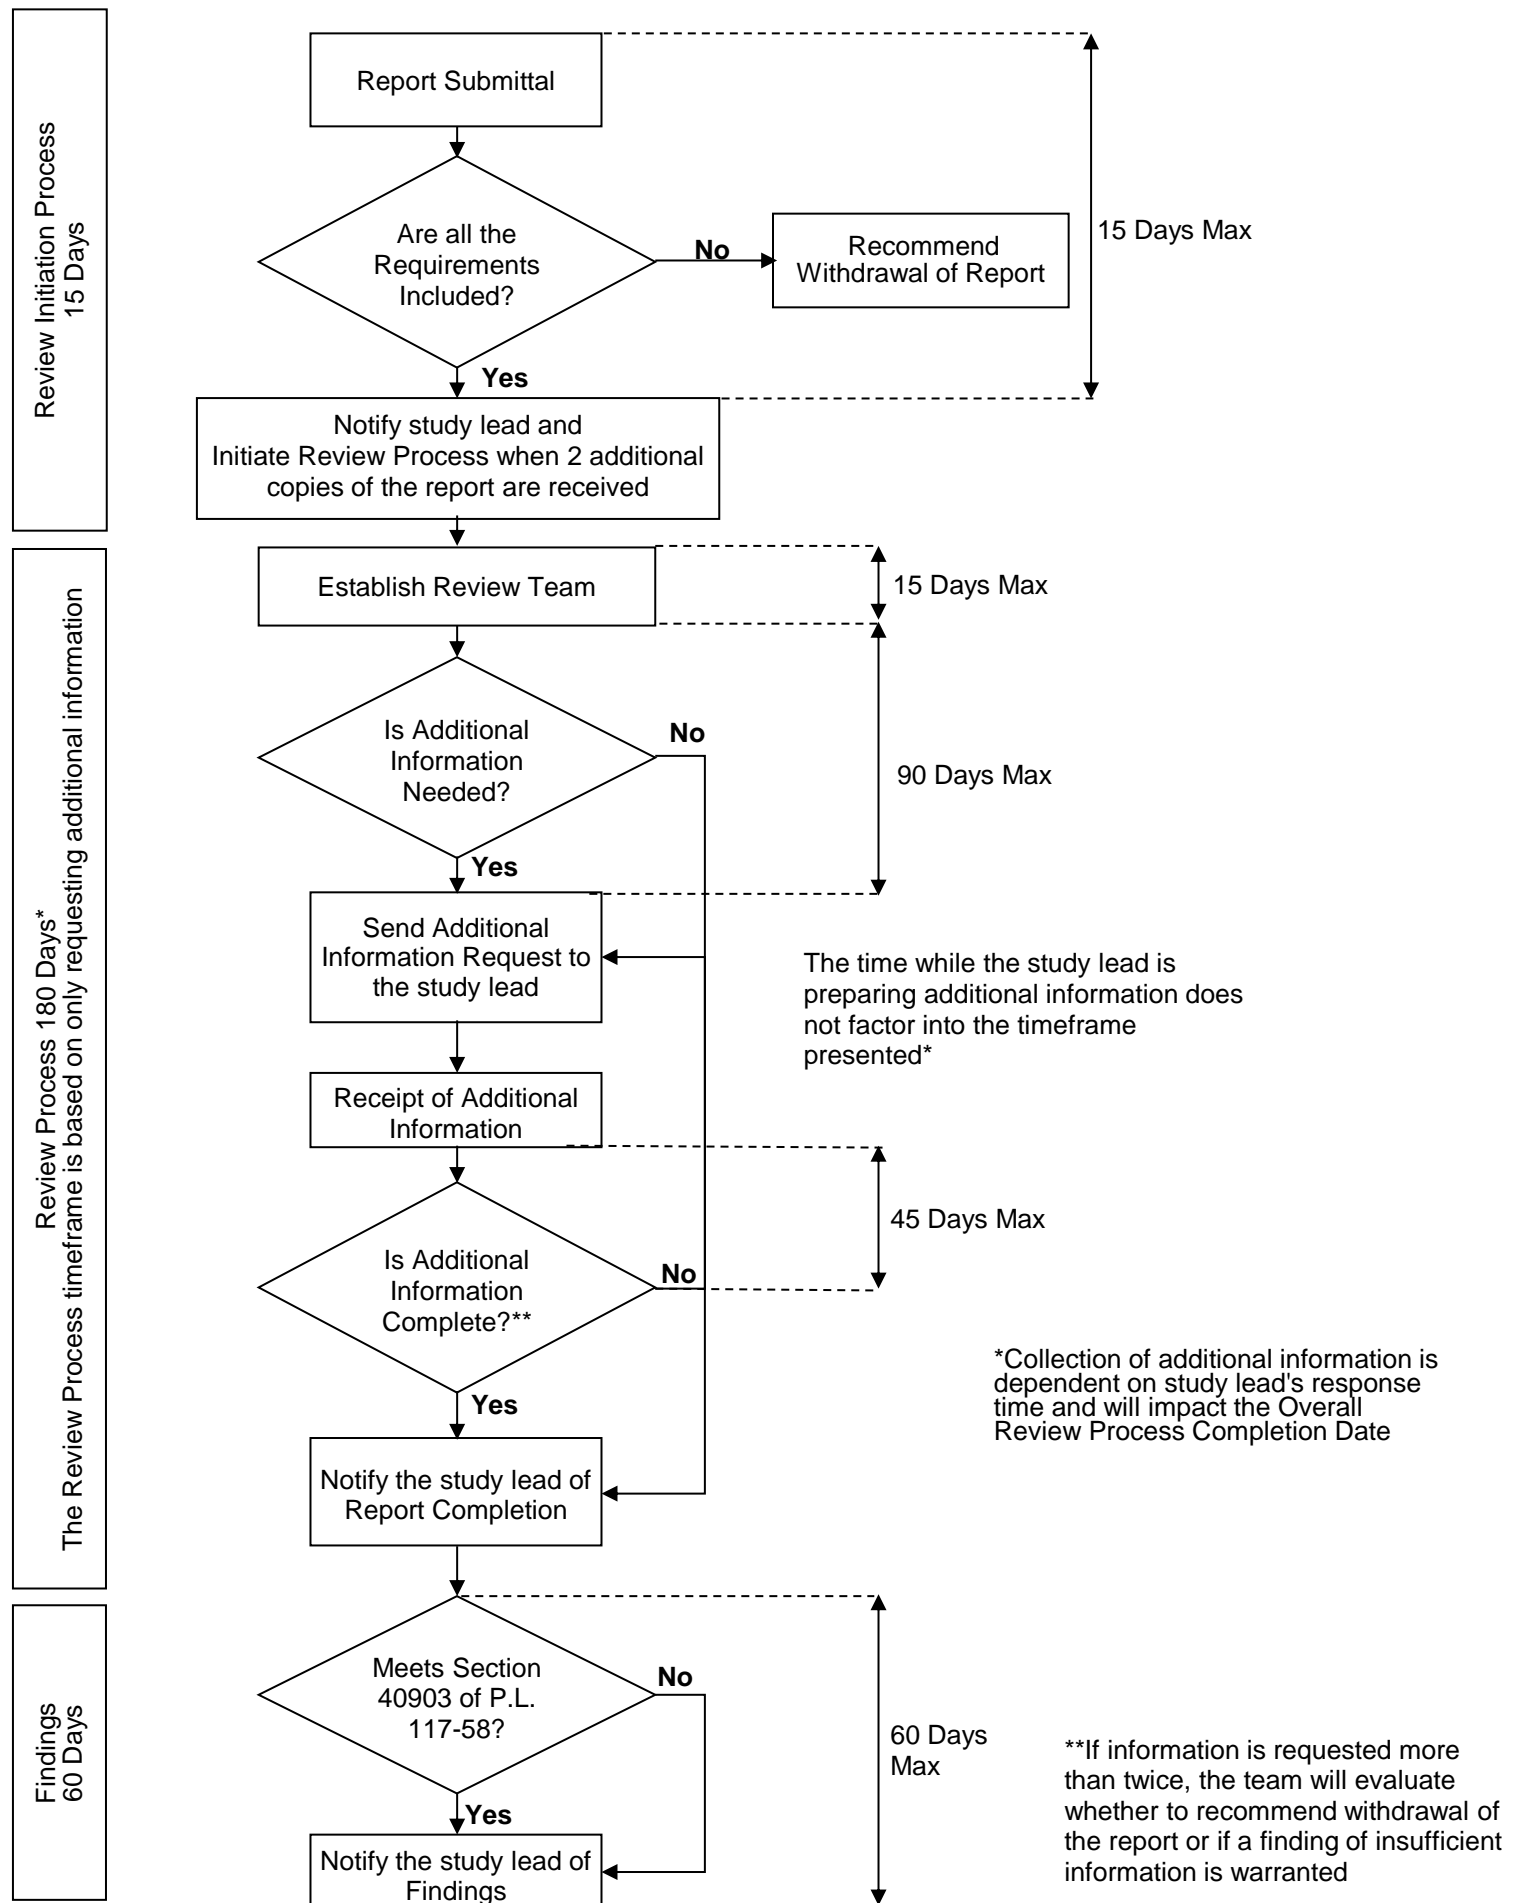 Review Initiation Process
15 Days
Report Submittal
Are all the
Requirements
Included?
No
Recommend
Withdrawal of Report
15 Days Max
Yes
Notify study lead and
Initiate Review Process when 2 additional
copies of the report are received
Review Process 180 Days*
The Review Process timeframe is based on only requesting additional information
Establish Review Team
15 Days Max
Is Additional
Information
Needed?
No
90 Days Max
Yes
Send Additional
Information Request to
the study lead
The time while the study lead is
preparing additional information does
not factor into the timeframe
presented*
Receipt of Additional
Information
45 Days Max
Is Additional
Information
Complete?**
No
*Collection of additional information is
dependent on study lead's response
time and will impact the Overall
Review Process Completion Date
Yes
Notify the study lead of
Report Completion
Findings
60 Days
Meets Section
40903 of P.L.
117-58?
No
60 Days
Max
**If information is requested more
than twice, the team will evaluate
whether to recommend withdrawal of
the report or if a finding of insufficient
information is warranted
Yes
Notify the study lead of
Findings